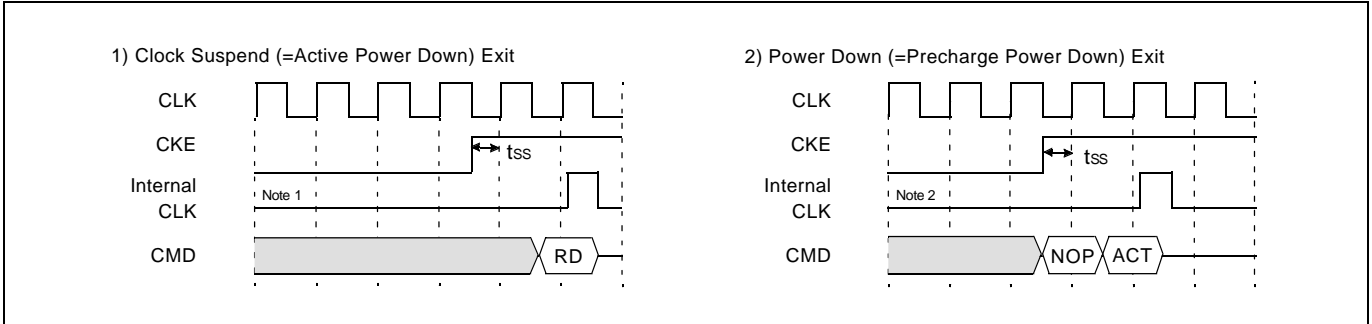 1) Clock Suspend (=Active Power Down) Exit
CLK
CKE
tss
Internal
CLK
Note 1
CMD
RD
2) Power Down (=Precharge Power Down) Exit
CLK
CKE
tss
Internal
CLK
Note 2
CMD
NOP
ACT